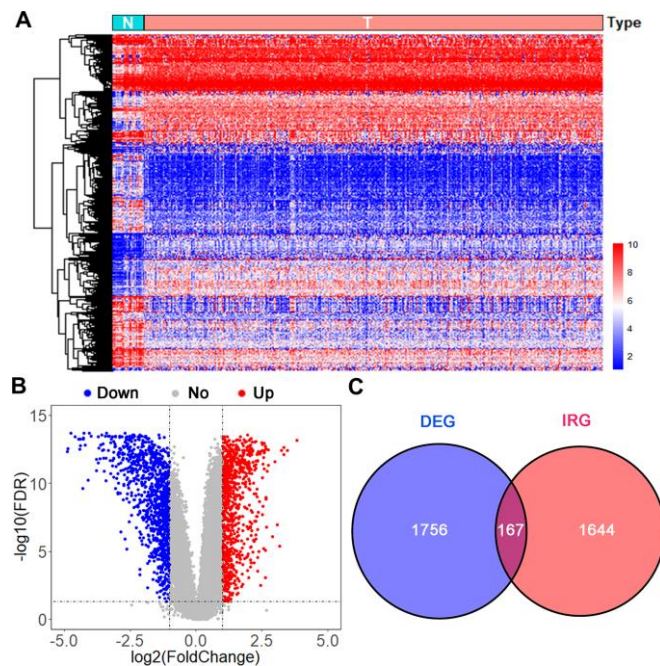 A
N T Type
10
8
6
4
2
B
Down No Up
15
10
5
0
-log10(FDR)
-5.0 -2.5 0.0 2.5 5.0
log2(FoldChange)
C
DEG IRG
1756 167 1644